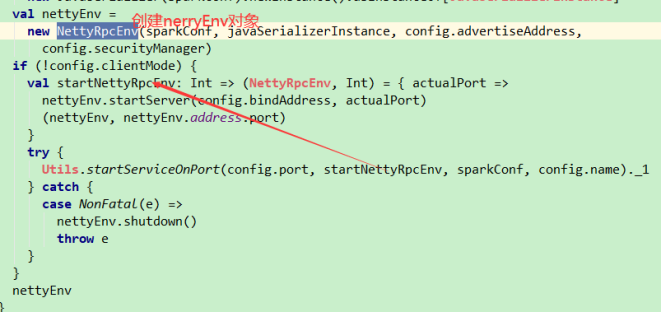 val nettyEnv =
创建nerryEnv对象
new NettyRpcEnv(sparkConf, javaSerializerInstance, config.advertiseAddress,
config.securityManager)
if (!config.clientMode) {
val startNettyRpcEnv: Int => (NettyRpcEnv, Int) = { actualPort =>
nettyEnv.startServer(config.bindAddress, actualPort)
(nettyEnv, nettyEnv.address.port)
}
try {
Utils.startServiceOnPort(config.port, startNettyRpcEnv, sparkConf, config.name)._1
} catch {
case NonFatal(e) =>
nettyEnv.shutdown()
throw e
}
}
nettyEnv
}